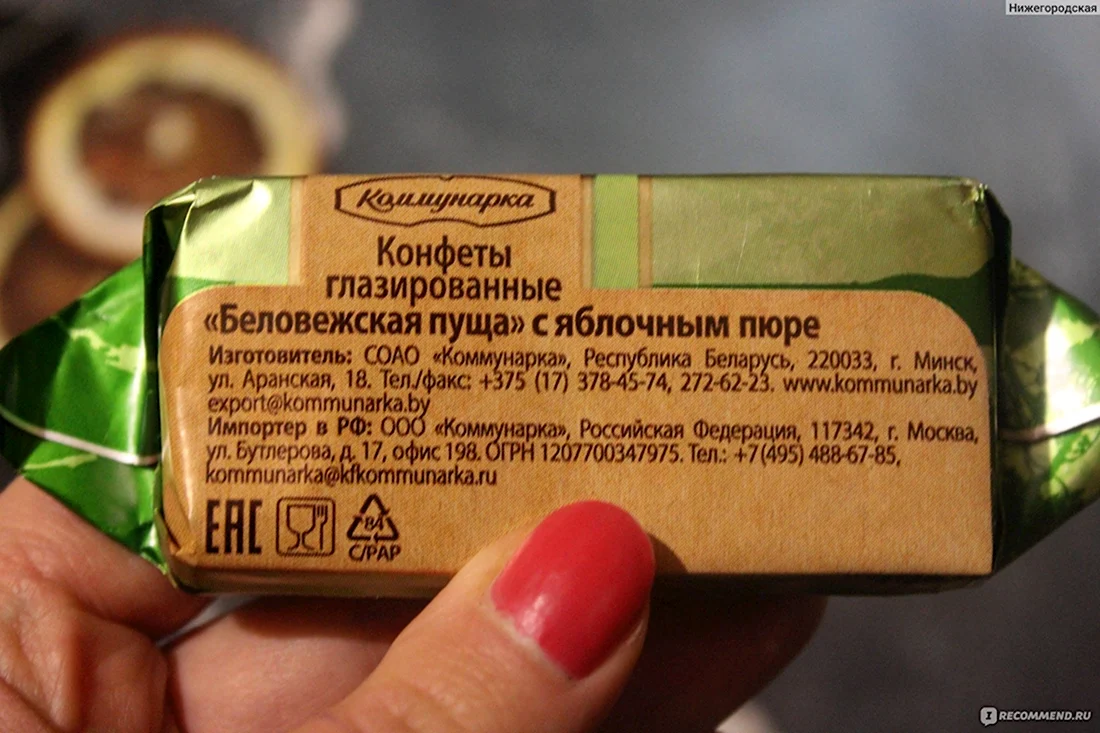 Нижегородская
Коммунарка
Конфеты
глазированные
«Беловежская пуща» с яблочным пюре
Изготовитель: СОАО «Коммунарка», Республика Беларусь, 220033, г. Минск,
ул. Аранская, 18. Тел./факс: +375 (17) 378-45-74, 272-62-23. www.kommunarka.by
export@kommunarka.by
Импортер в РФ: ООО «Коммунарка», Российская Федерация, 117342, г. Москва,
ул. Бутлерова, д. 17, офис 198. ОГРН 1207700347975. Тел.: +7(495) 488-67-85,
kommunarka@kfkommunarka.ru
EAC
84
C/PAP
IRECOMMEND.RU